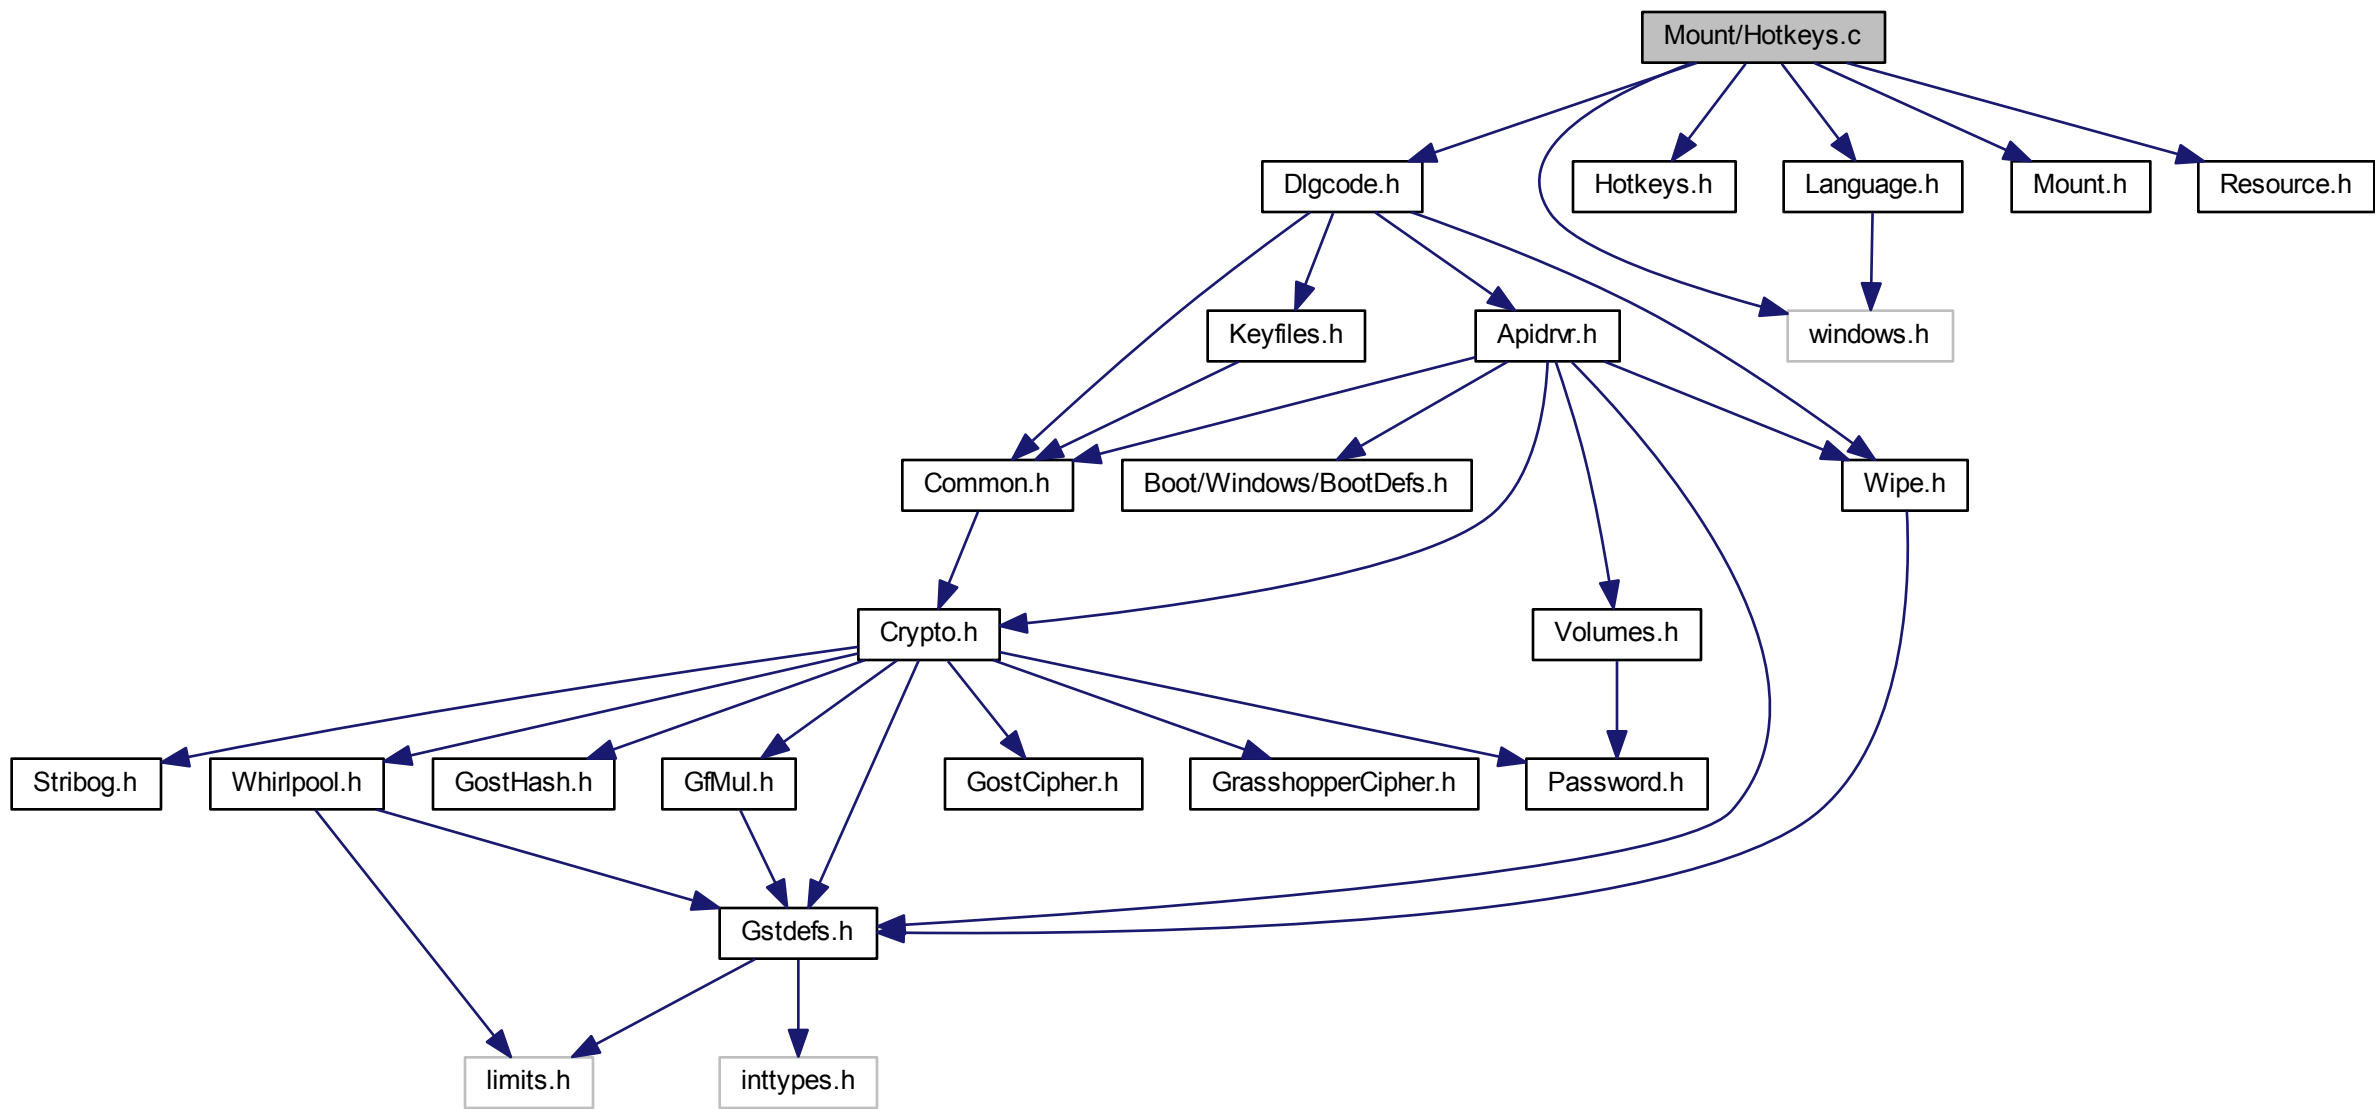 Mount/Hotkeys.c
Dlgcode.h
Hotkeys.h
Language.h
Mount.h
Resource.h
Keyfiles.h
Apidrvr.h
windows.h
Common.h
Boot/Windows/BootDefs.h
Wipe.h
Crypto.h
Volumes.h
Stribog.h
Whirlpool.h
GostHash.h
GfMul.h
GostCipher.h
GrasshopperCipher.h
Password.h
Gstdefs.h
limits.h
inttypes.h